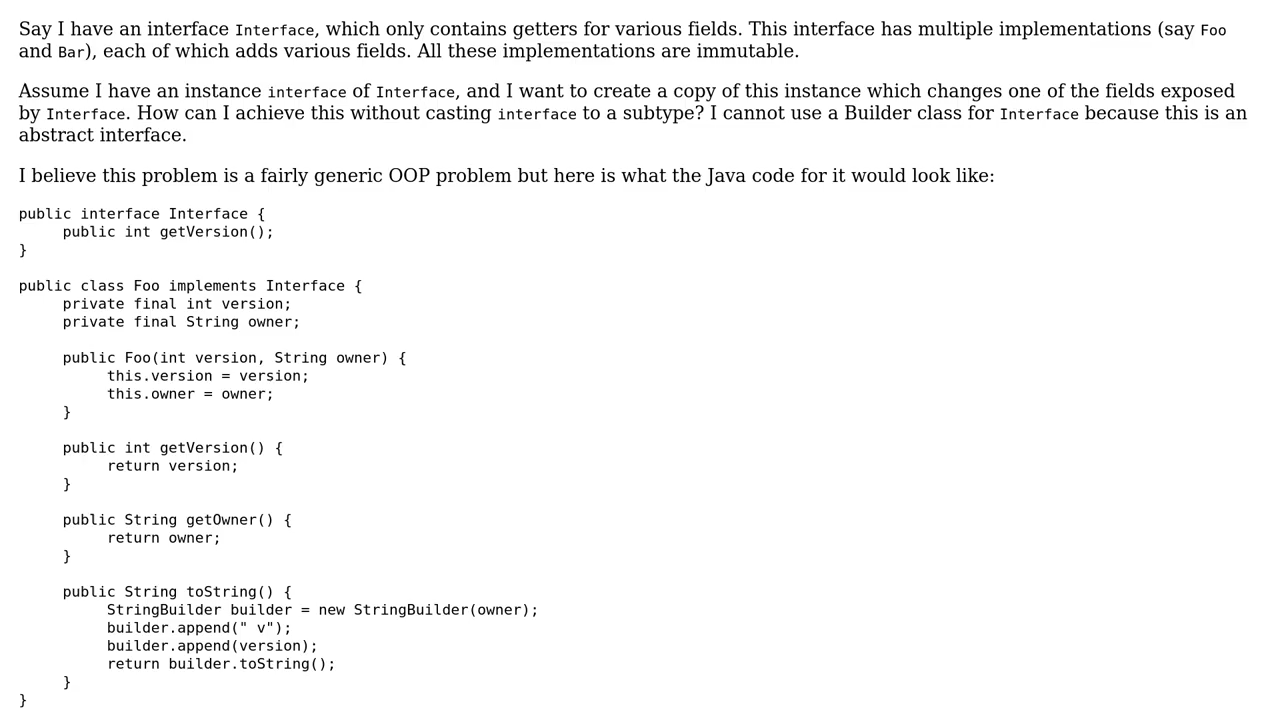 Say I have an interface Interface, which only contains getters for various fields. This interface has multiple implementations (say Foo
and Bar), each of which adds various fields. All these implementations are immutable.
Assume I have an instance interface of Interface, and I want to create a copy of this instance which changes one of the fields exposed
by Interface. How can I achieve this without casting interface to a subtype? I cannot use a Builder class for Interface because this is an
abstract interface.
I believe this problem is a fairly generic OOP problem but here is what the Java code for it would look like:
public interface Interface {
     public int getVersion();
}
public class Foo implements Interface {
     private final int version;
     private final String owner;
     public Foo(int version, String owner) {
          this.version = version;
          this.owner = owner;
     }
     public int getVersion() {
          return version;
     }
     public String getOwner() {
          return owner;
     }
     public String toString() {
          StringBuilder builder = new StringBuilder(owner);
          builder.append(" v");
          builder.append(version);
          return builder.toString();
     }
}